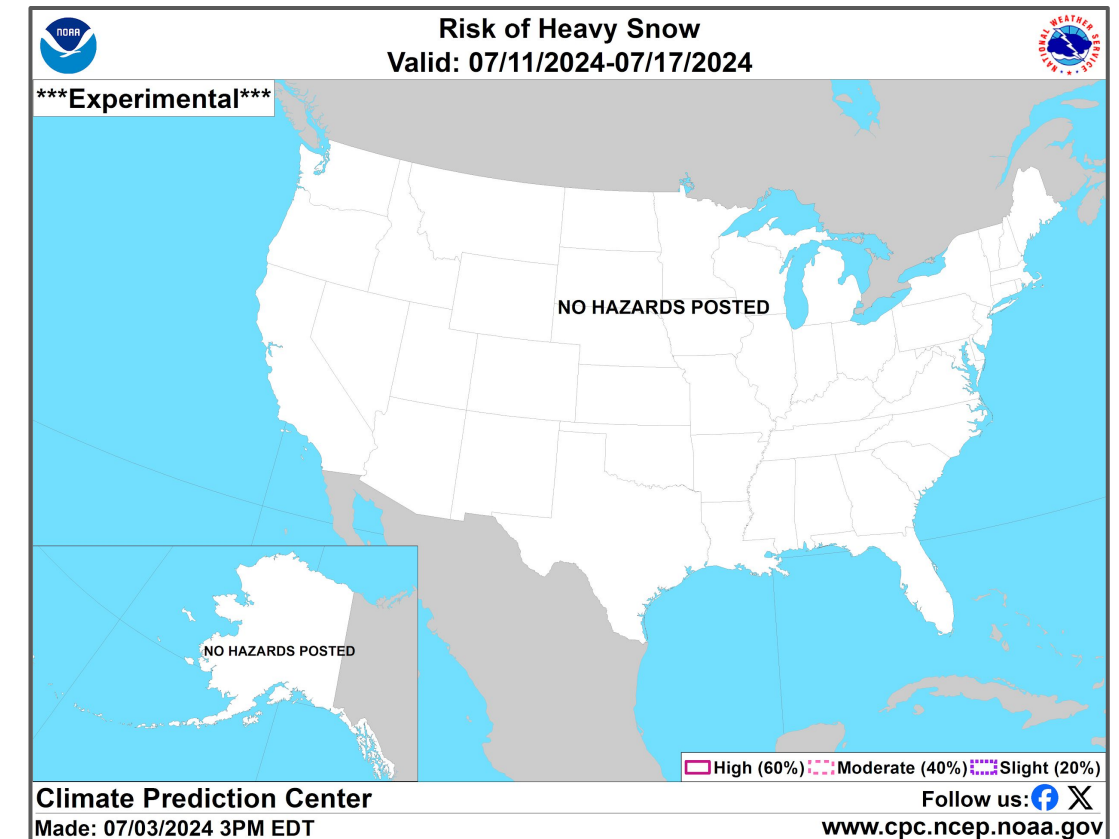 NOAA
Risk of Heavy Snow
Valid: 07/11/2024-07/17/2024
NATIONAL WEATHER SERVICE
***Experimental***
NO HAZARDS POSTED
NO HAZARDS POSTED
High (60%) Moderate (40%) Slight (20%)
Climate Prediction Center
Follow us:
Made: 07/03/2024 3PM EDT
www.cpc.ncep.noaa.gov